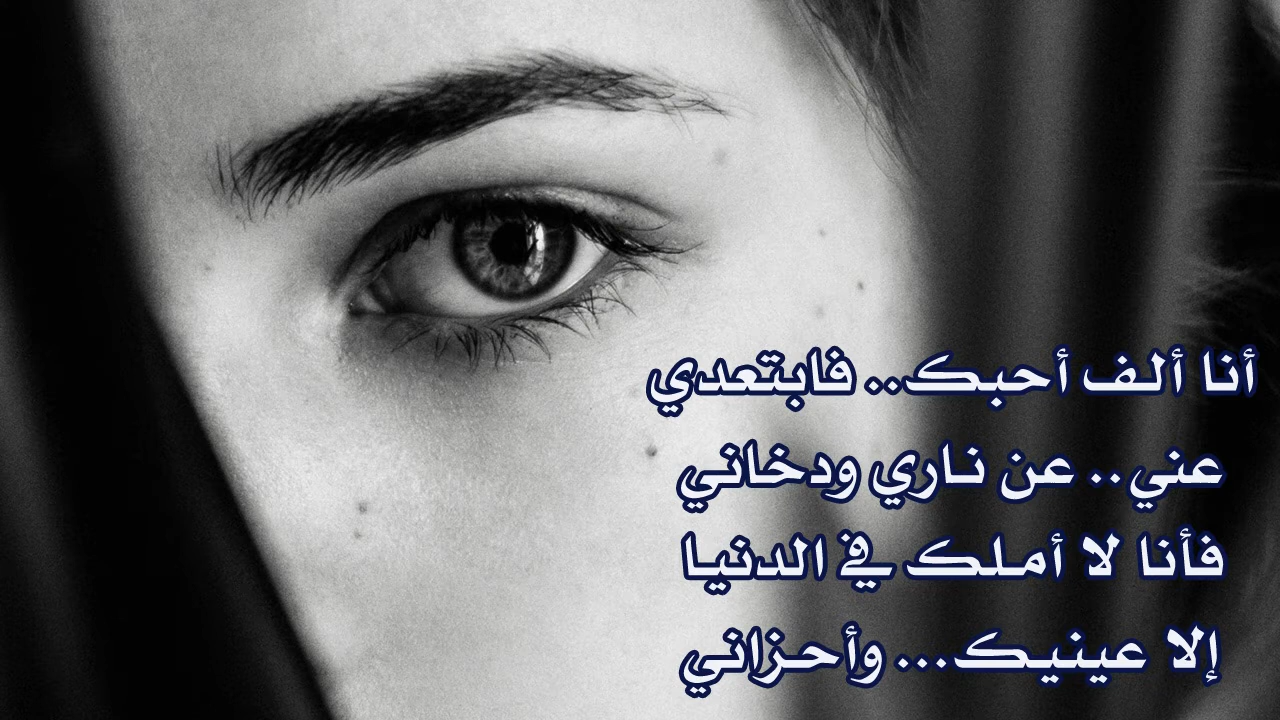 أنا ألف أحبك.. فابتعدي
عني.. عن ناري ودخاني
فأنا لا أملك في الدنيا
إلا عينيك... وأحزاني